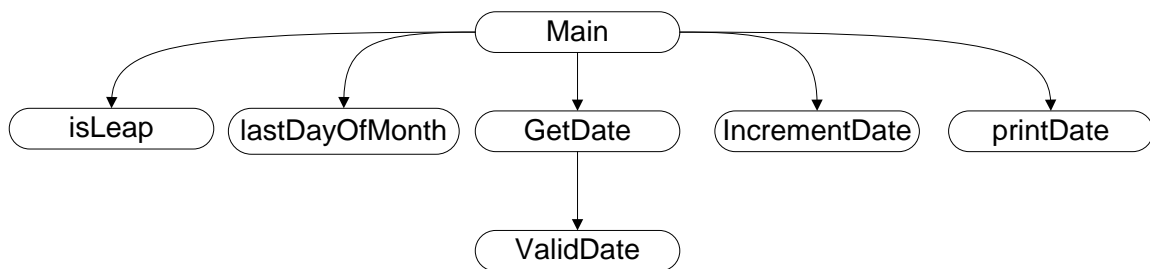 Main
isLeap
lastDayOfMonth
GetDate
IncrementDate
printDate
ValidDate